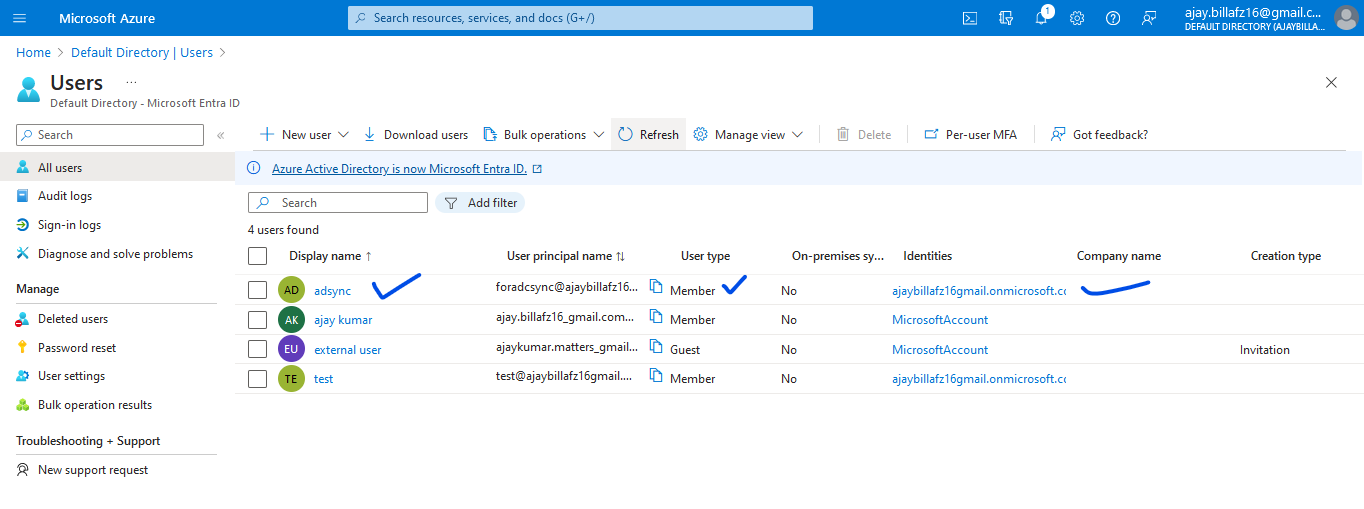 Microsoft Azure
Search resources, services, and docs (G+/)
1
ajay.billafz16@gmail.c...
DEFAULT DIRECTORY (AJAYBILLA...
Home > Default Directory | Users >
Users ...
Default Directory - Microsoft Entra ID
Search «
All users
Audit logs
Sign-in logs
Diagnose and solve problems
Manage
Deleted users
Password reset
User settings
Bulk operation results
Troubleshooting + Support
New support request
New user Download users Bulk operations Refresh Manage view Delete Per-user MFA Got feedback?
Azure Active Directory is now Microsoft Entra ID.
Search Add filter
4 users found
Display name ↑ User principal name ↑↓ User type On-premises sy... Identities Company name Creation type
AD adsync foradcsync@ajaybillafz16... Member No ajaybillafz16gmail.onmicrosoft.co
AK ajay kumar ajay.billafz16_gmail.com... Member No MicrosoftAccount
EU external user ajaykumar.matters_gmail... Guest No MicrosoftAccount Invitation
TE test test@ajaybillafz16gmail.... Member No ajaybillafz16gmail.onmicrosoft.co